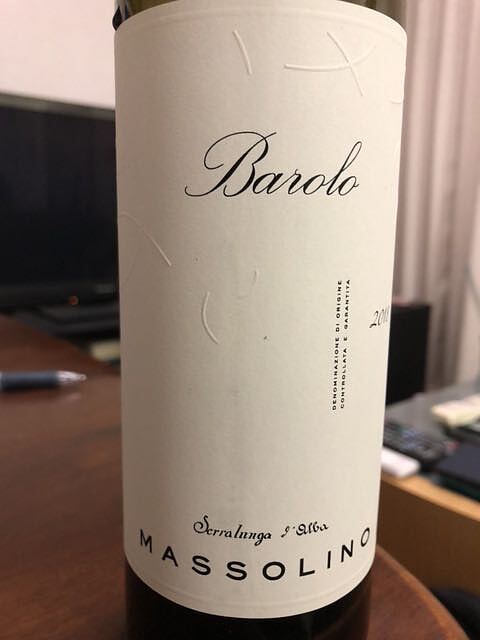 Barolo
DENOMINAZIONE DI ORIGINE
CONTROLLATA E GARANTITA
Serralunga d'Alba
MASSOLINO